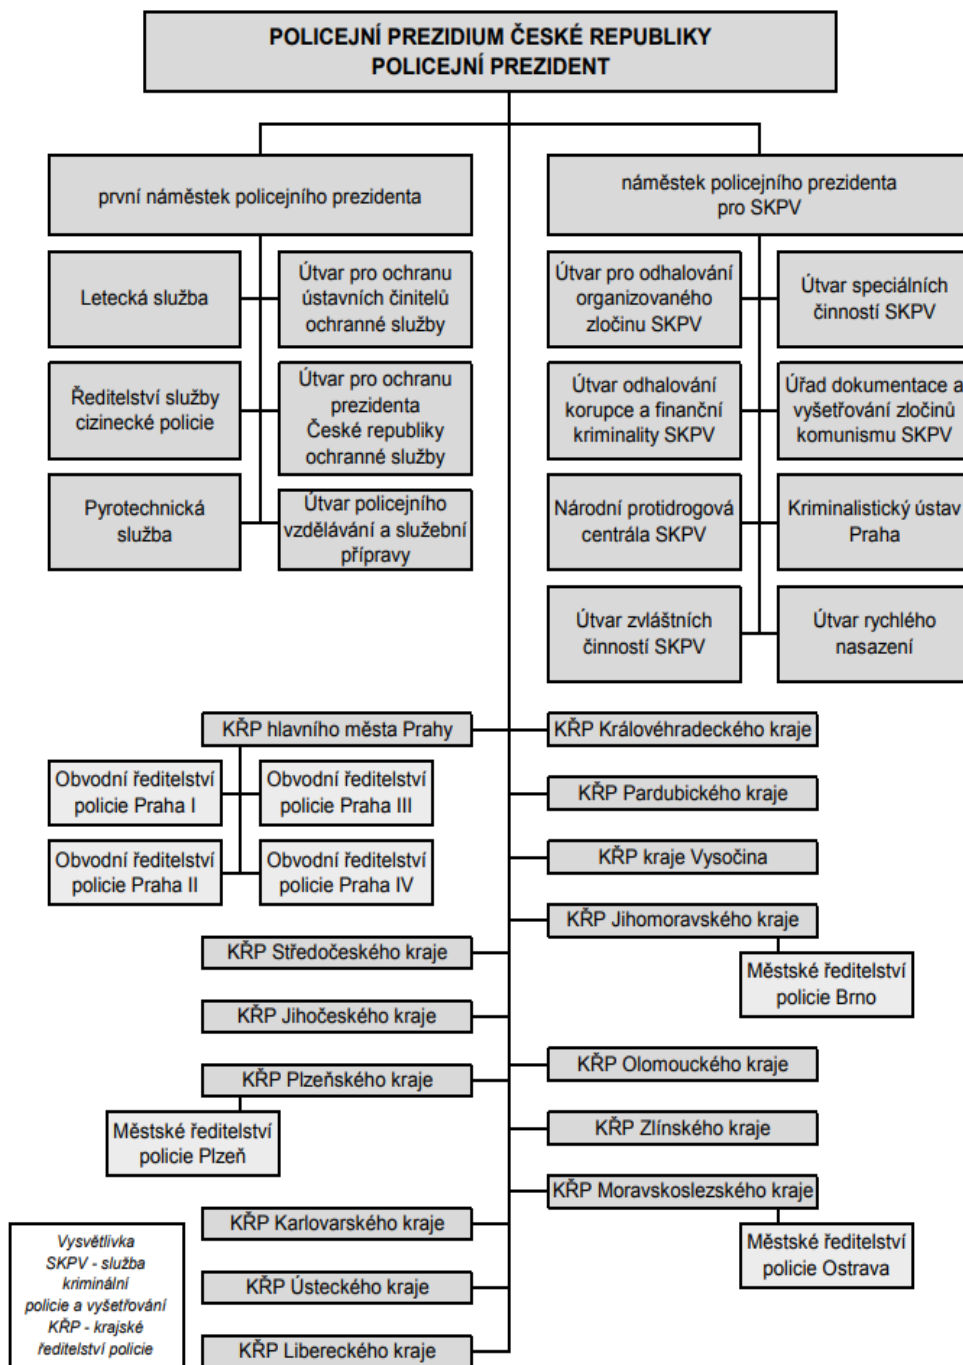 POLICEJNÍ PREZIDIUM ČESKÉ REPUBLIKY
POLICEJNÍ PREZIDENT
první náměstek policejního prezidenta
náměstek policejního prezidenta
pro SKPV
Letecká služba
Útvar pro ochranu
ústavních činitelů
ochranné služby
Útvar pro odhalování
organizovaného
zločinu SKPV
Útvar speciálních
činností SKPV
Ředitelství služby
cizinecké policie
Útvar pro ochranu
prezidenta
České republiky
ochranné služby
Útvar odhalování
korupce a finanční
kriminality SKPV
Úřad dokumentace a
vyšetřování zločinů
komunismu SKPV
Pyrotechnická
služba
Útvar policejního
vzdělávání a služební
přípravy
Národní protidrogová
centrála SKPV
Kriminalistický ústav
Praha
Útvar zvláštních
činností SKPV
Útvar rychlého
nasazení
KŘP hlavního města Prahy
KŘP Královéhradeckého kraje
Obvodní ředitelství
policie Praha I
Obvodní ředitelství
policie Praha III
KŘP Pardubického kraje
Obvodní ředitelství
policie Praha II
Obvodní ředitelství
policie Praha IV
KŘP kraje Vysočina
KŘP Jihomoravského kraje
KŘP Středočeského kraje
Městské ředitelství
policie Brno
KŘP Jihočeského kraje
KŘP Olomouckého kraje
KŘP Plzeňského kraje
Městské ředitelství
policie Plzeň
KŘP Zlínského kraje
KŘP Moravskoslezského kraje
KŘP Karlovarského kraje
Městské ředitelství
policie Ostrava
KŘP Ústeckého kraje
KŘP Libereckého kraje
Vysvětlivka
SKPV - služba
kriminální
policie a vyšetřování
KŘP - krajské
ředitelství policie